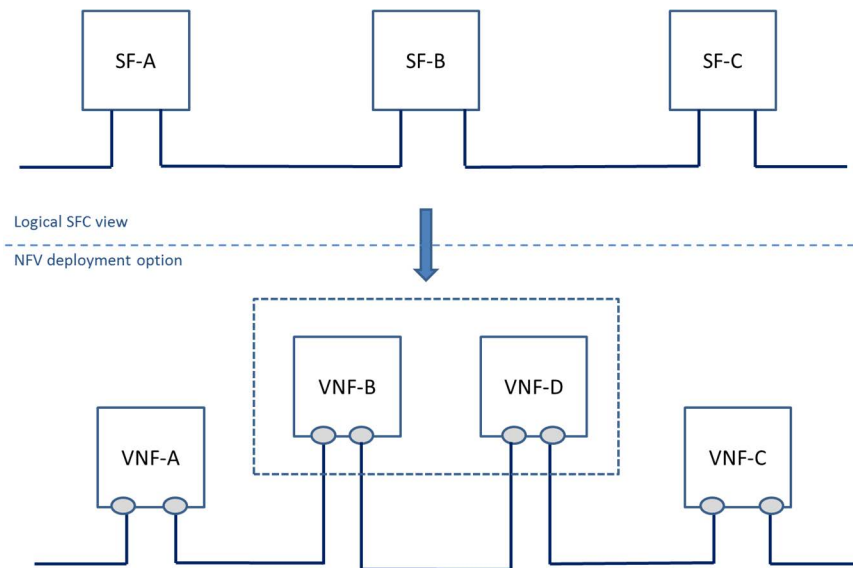 SF-A
SF-B
SF-C
Logical SFC view
NFV deployment option
VNF-B
VNF-D
VNF-A
VNF-C